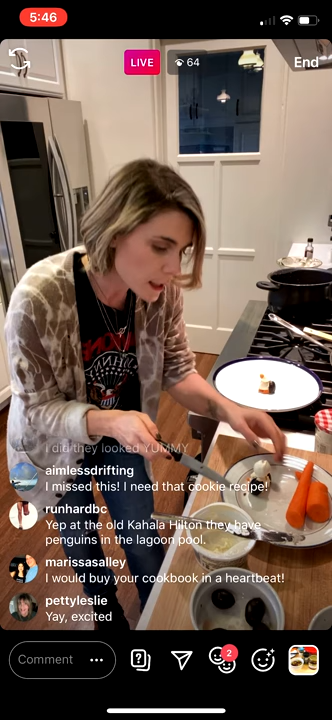 5:46
LIVE
64
End
I did they looked YUMMY
aimlessdrifting
I missed this! I need that cookie recipe!
runhardbc
Yep at the old Kahala Hilton they have
penguins in the lagoon pool.
marissasalley
I would buy your cookbook in a heartbeat!
pettyleslie
Yay, excited
Comment
2